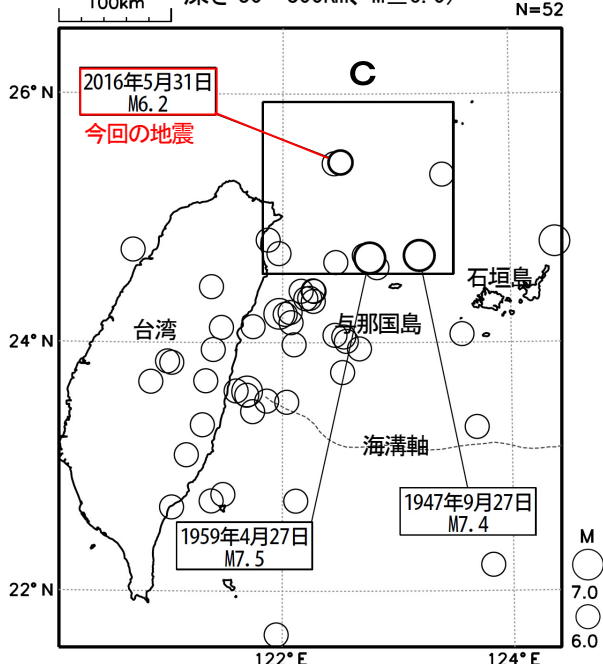 100km
N=52
26°N
2016年5月31日
M6.2
今回の地震
C
石垣島
台湾
与那国島
24°N
海溝軸
1947年9月27日
M7.4
1959年4月27日
M7.5
M
7.0
6.0
22°N
122°E
124°E